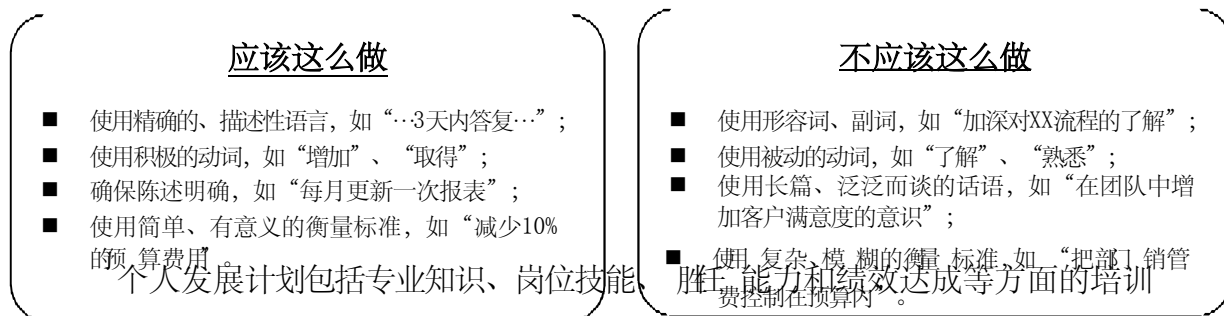 应该这么做
■ 使用精确的、描述性语言，如“…3天内答复…”；
■ 使用积极的动词，如“增加”、“取得”；
■ 确保陈述明确，如“每月更新一次报表”；
■ 使用简单、有意义的衡量标准，如“减少10%
的预算费用”。
不应该这么做
■ 使用形容词、副词，如“加深对XX流程的了解”；
■ 使用被动的动词，如“了解”、“熟悉”；
■ 使用长篇、泛泛而谈的话语，如“在团队中增
加客户满意度的意识”；
■ 使用复杂、模糊的衡量标准，如 “把部门销管
费控制在预算内”。
个人发展计划包括专业知识、岗位技能、胜任能力和绩效达成等方面的培训